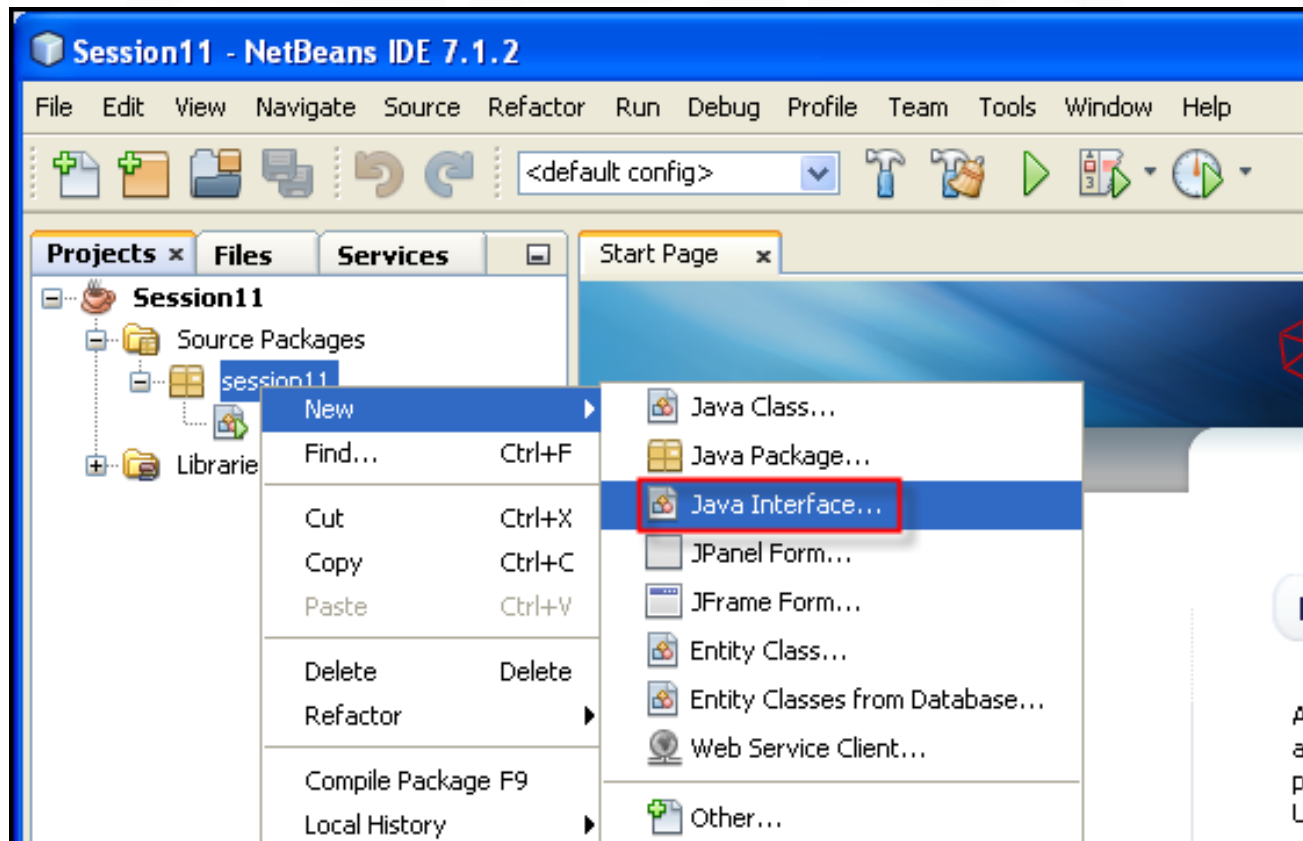 Session11 - NetBeans IDE 7.1.2
File Edit View Navigate Source Refactor Run Debug Profile Team Tools Window Help
<default config>
Projects Files Services Start Page
Session11
Source Packages
session11
New
Find... Ctrl+F
Cut Ctrl+X
Copy Ctrl+C
Paste Ctrl+V
Delete Delete
Refactor
Compile Package F9
Local History
Java Class...
Java Package...
Java Interface...
JPanel Form...
JFrame Form...
Entity Class...
Entity Classes from Database...
Web Service Client...
Other...
Librarie